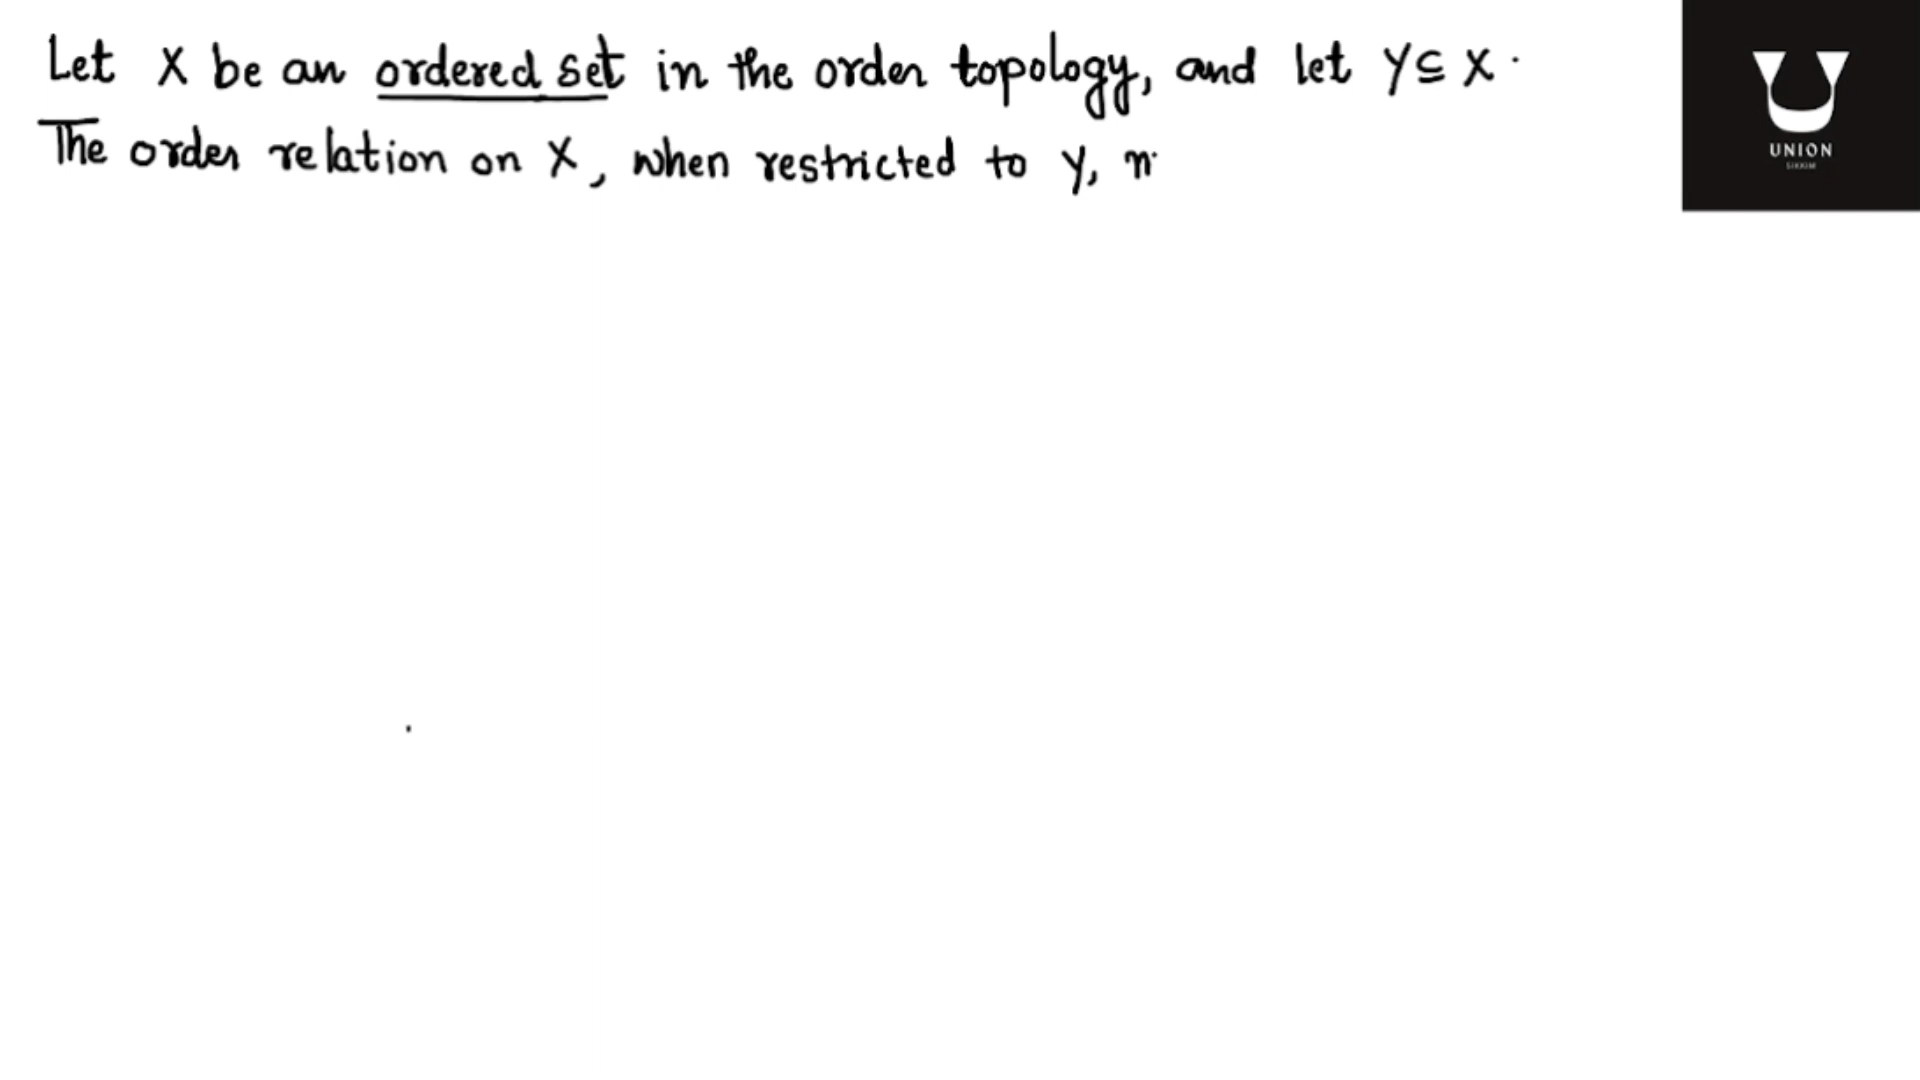 Let X be an ordered set in the order topology, and let Y ⊆ X.
The order relation on X, when restricted to Y, m
UNION